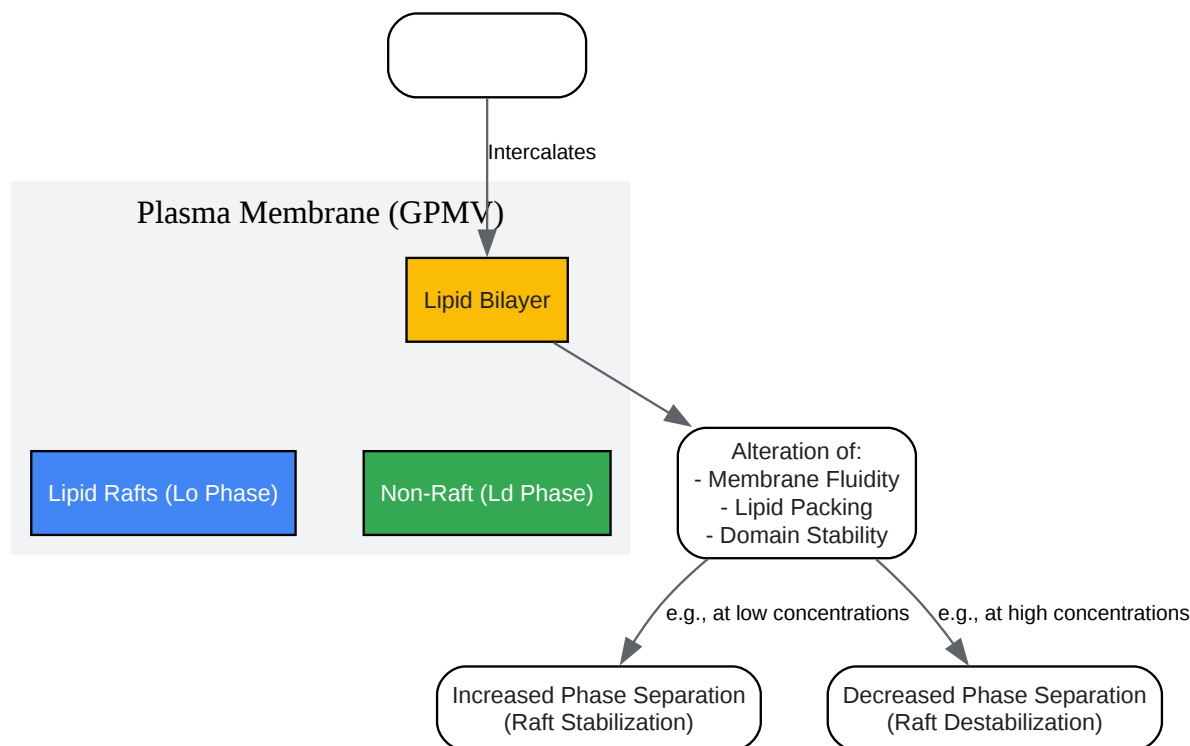 Intercalates
Plasma Membrane (GPMV)
Lipid Bilayer
Lipid Rafts (Lo Phase)
Non-Raft (Ld Phase)
Alteration of:
- Membrane Fluidity
- Lipid Packing
- Domain Stability
e.g., at low concentrations
e.g., at high concentrations
Increased Phase Separation
(Raft Stabilization)
Decreased Phase Separation
(Raft Destabilization)